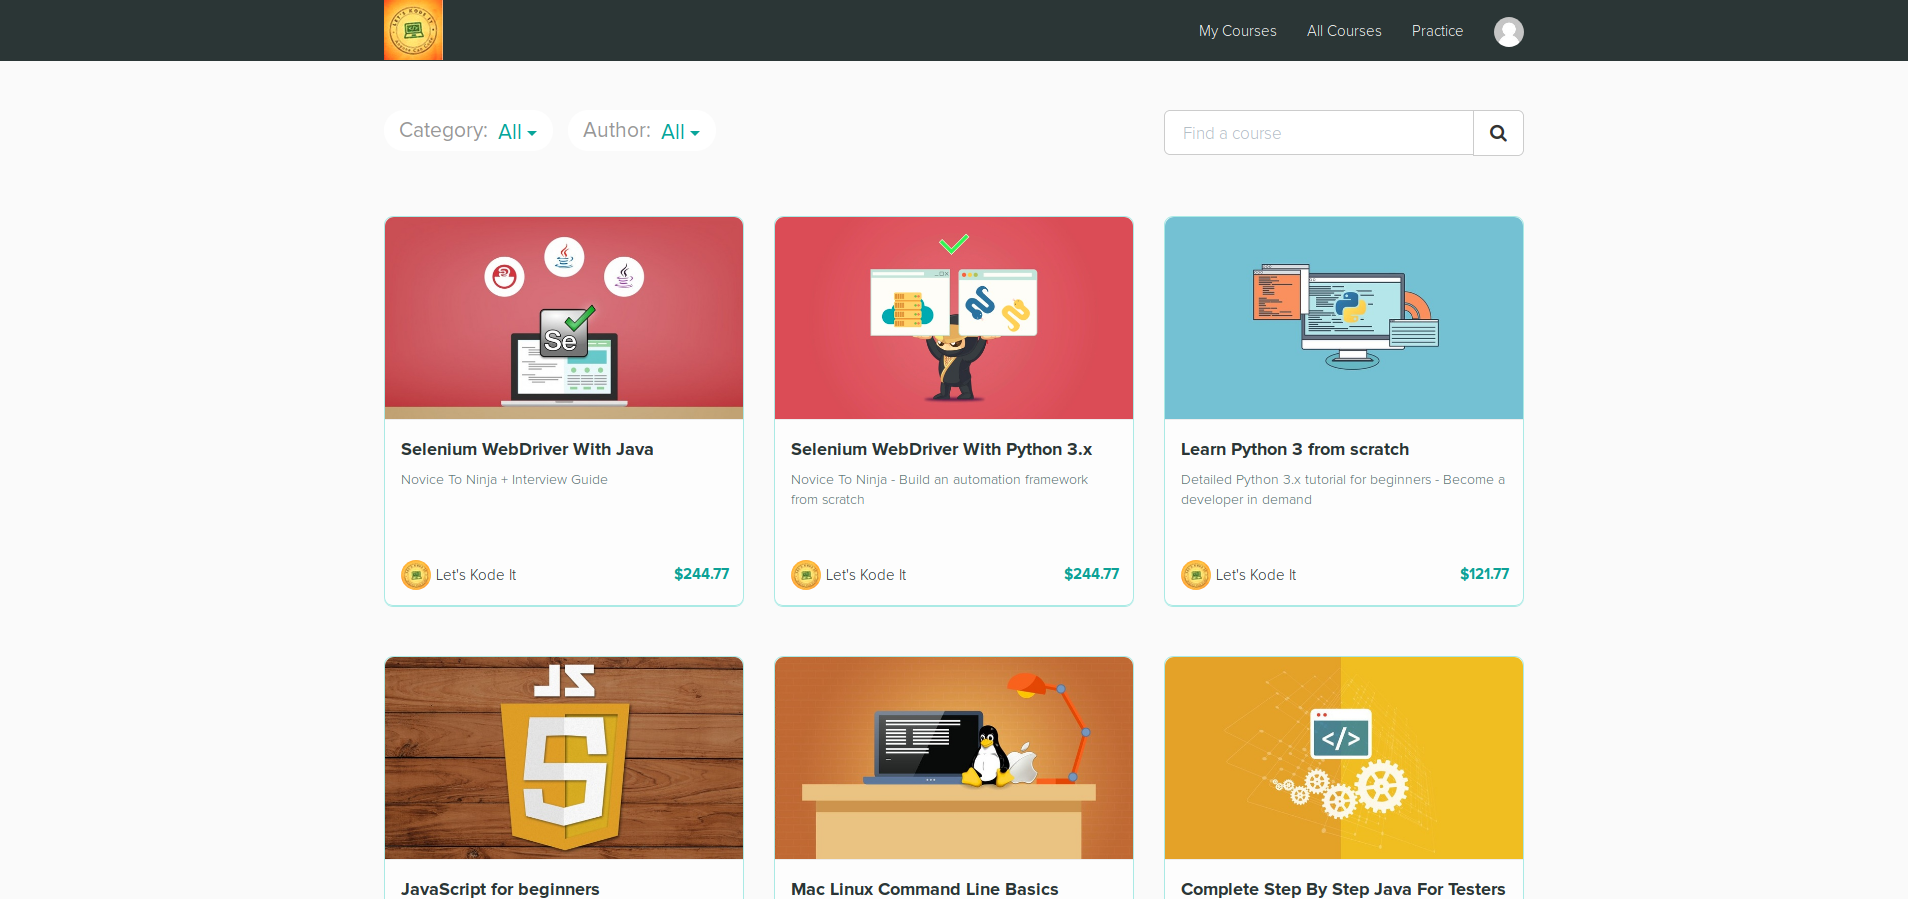 My Courses
All Courses
Practice
Category: All
Author: All
Find a course
Se
Selenium WebDriver With Java
Novice To Ninja + Interview Guide
Let's Kode It
$244.77
Selenium WebDriver With Python 3.x
Novice To Ninja - Build an automation framework
from scratch
Let's Kode It
$244.77
Learn Python 3 from scratch
Detailed Python 3.x tutorial for beginners - Become a
developer in demand
Let's Kode It
$121.77
JS
5
</>
JavaScript for beginners
Mac Linux Command Line Basics
Complete Step By Step Java For Testers